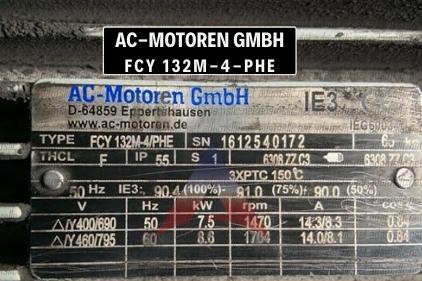 AC-MOTOREN GMBH
FCY 132M-4-PHE
AC-Motoren GmbH IE3
D-64859 Eppertshausen
www.ac-motoren.de
TYPE FCY 132M-4/PHE SN 1612540172
THCL F IP 55 S 1 6308 ZZ C3 6308 ZZ C3
3XPTC 150°C
50 Hz IE3: 90.4 (100%)- 91.0 (75%)- 90.0 (50%)
V Hz kW rpm A cos
△/Y400/690 50 7.5 1470 14.3/8.3 0.84
△/Y460/795 60 8.6 1764 14.0/8.1 0.84